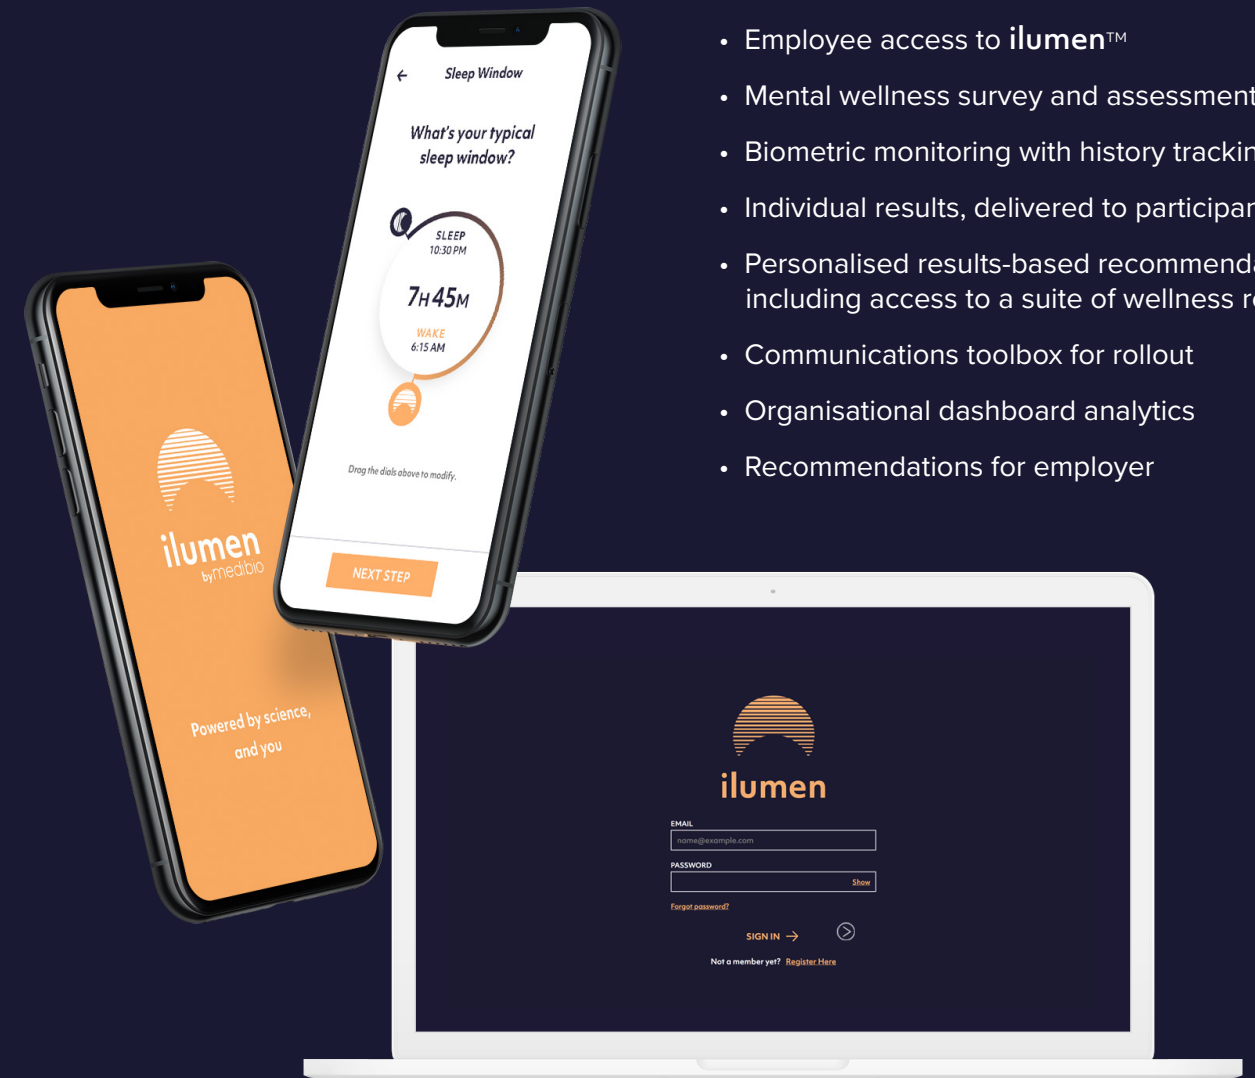 • Employee access to ilumen™
• Mental wellness survey and assessment
• Biometric monitoring with history trackin
• Individual results, delivered to participan
• Personalised results-based recommenda
including access to a suite of wellness re
• Communications toolbox for rollout
• Organisational dashboard analytics
• Recommendations for employer
Sleep Window
What's your typical
sleep window?
SLEEP
10:30 PM
7H 45M
WAKE
6:15 AM
Drag the dials above to modify.
NEXT STEP
ilumen
by medibio
Powered by science,
and you
ilumen
EMAIL
name@example.com
PASSWORD
Show
Forgot password?
SIGN IN →
Not a member yet? Register Here